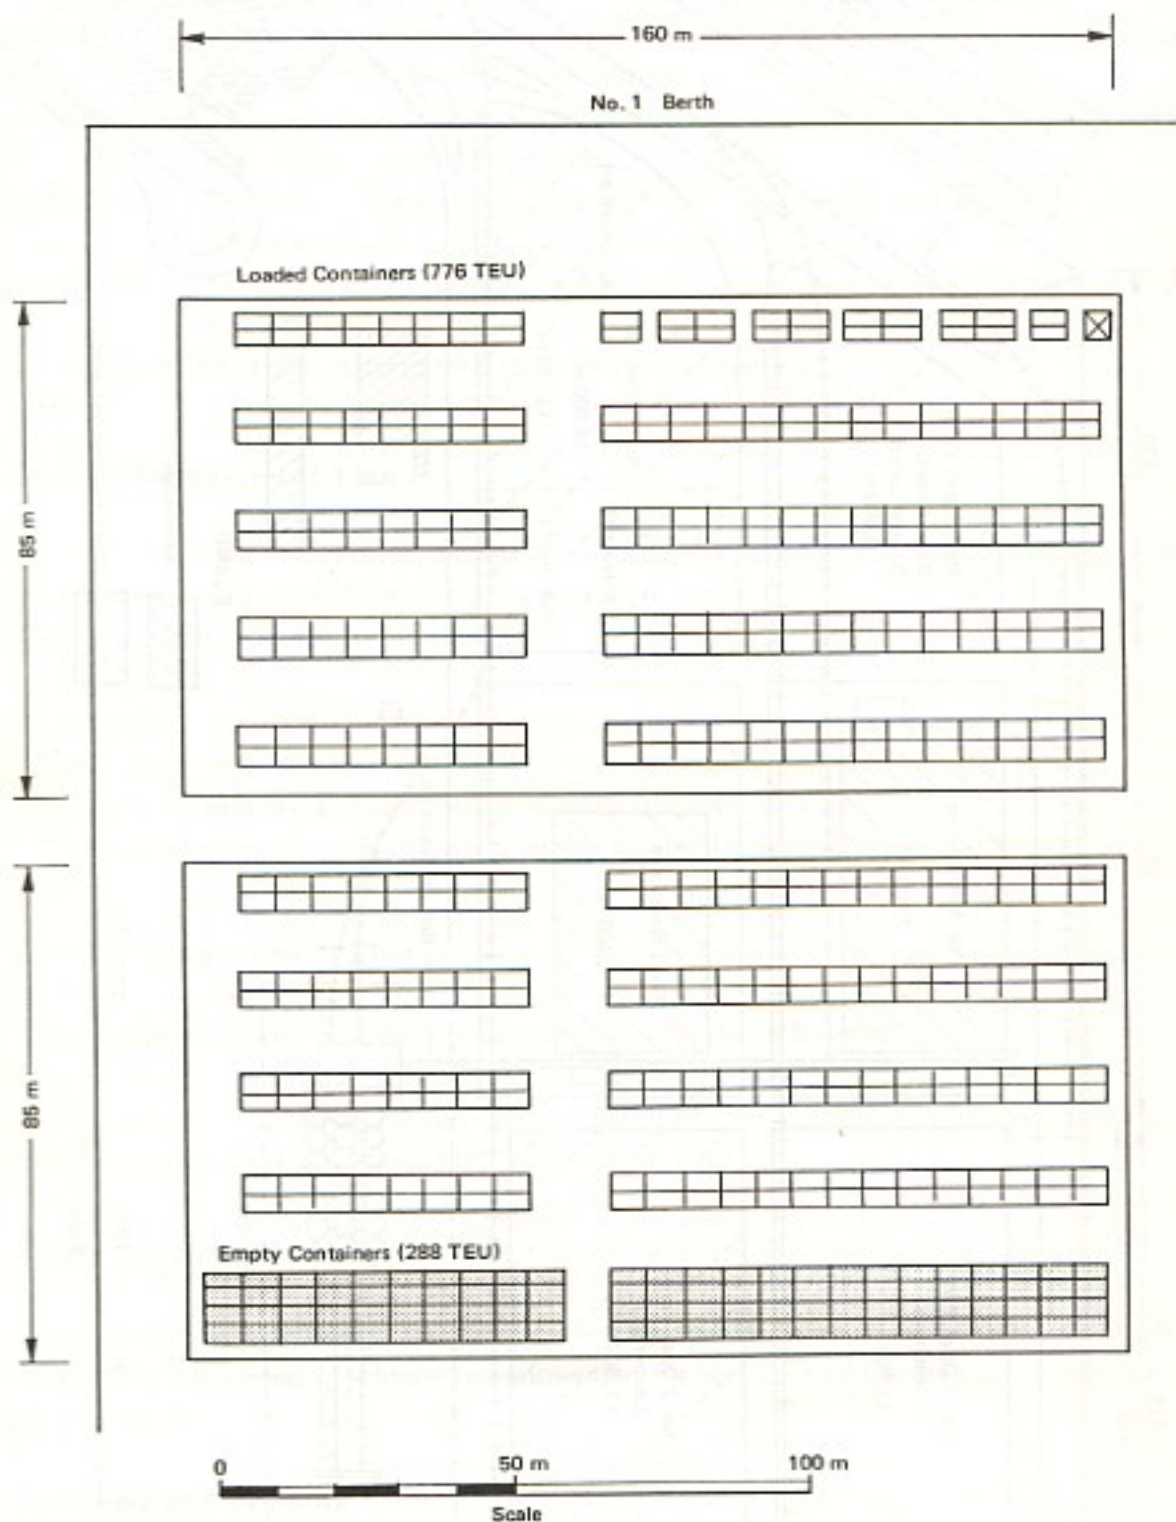 160 m
No. 1 Berth
Loaded Containers (776 TEU)
85 m
85 m
Empty Containers (288 TEU)
0 50 m 100 m
Scale